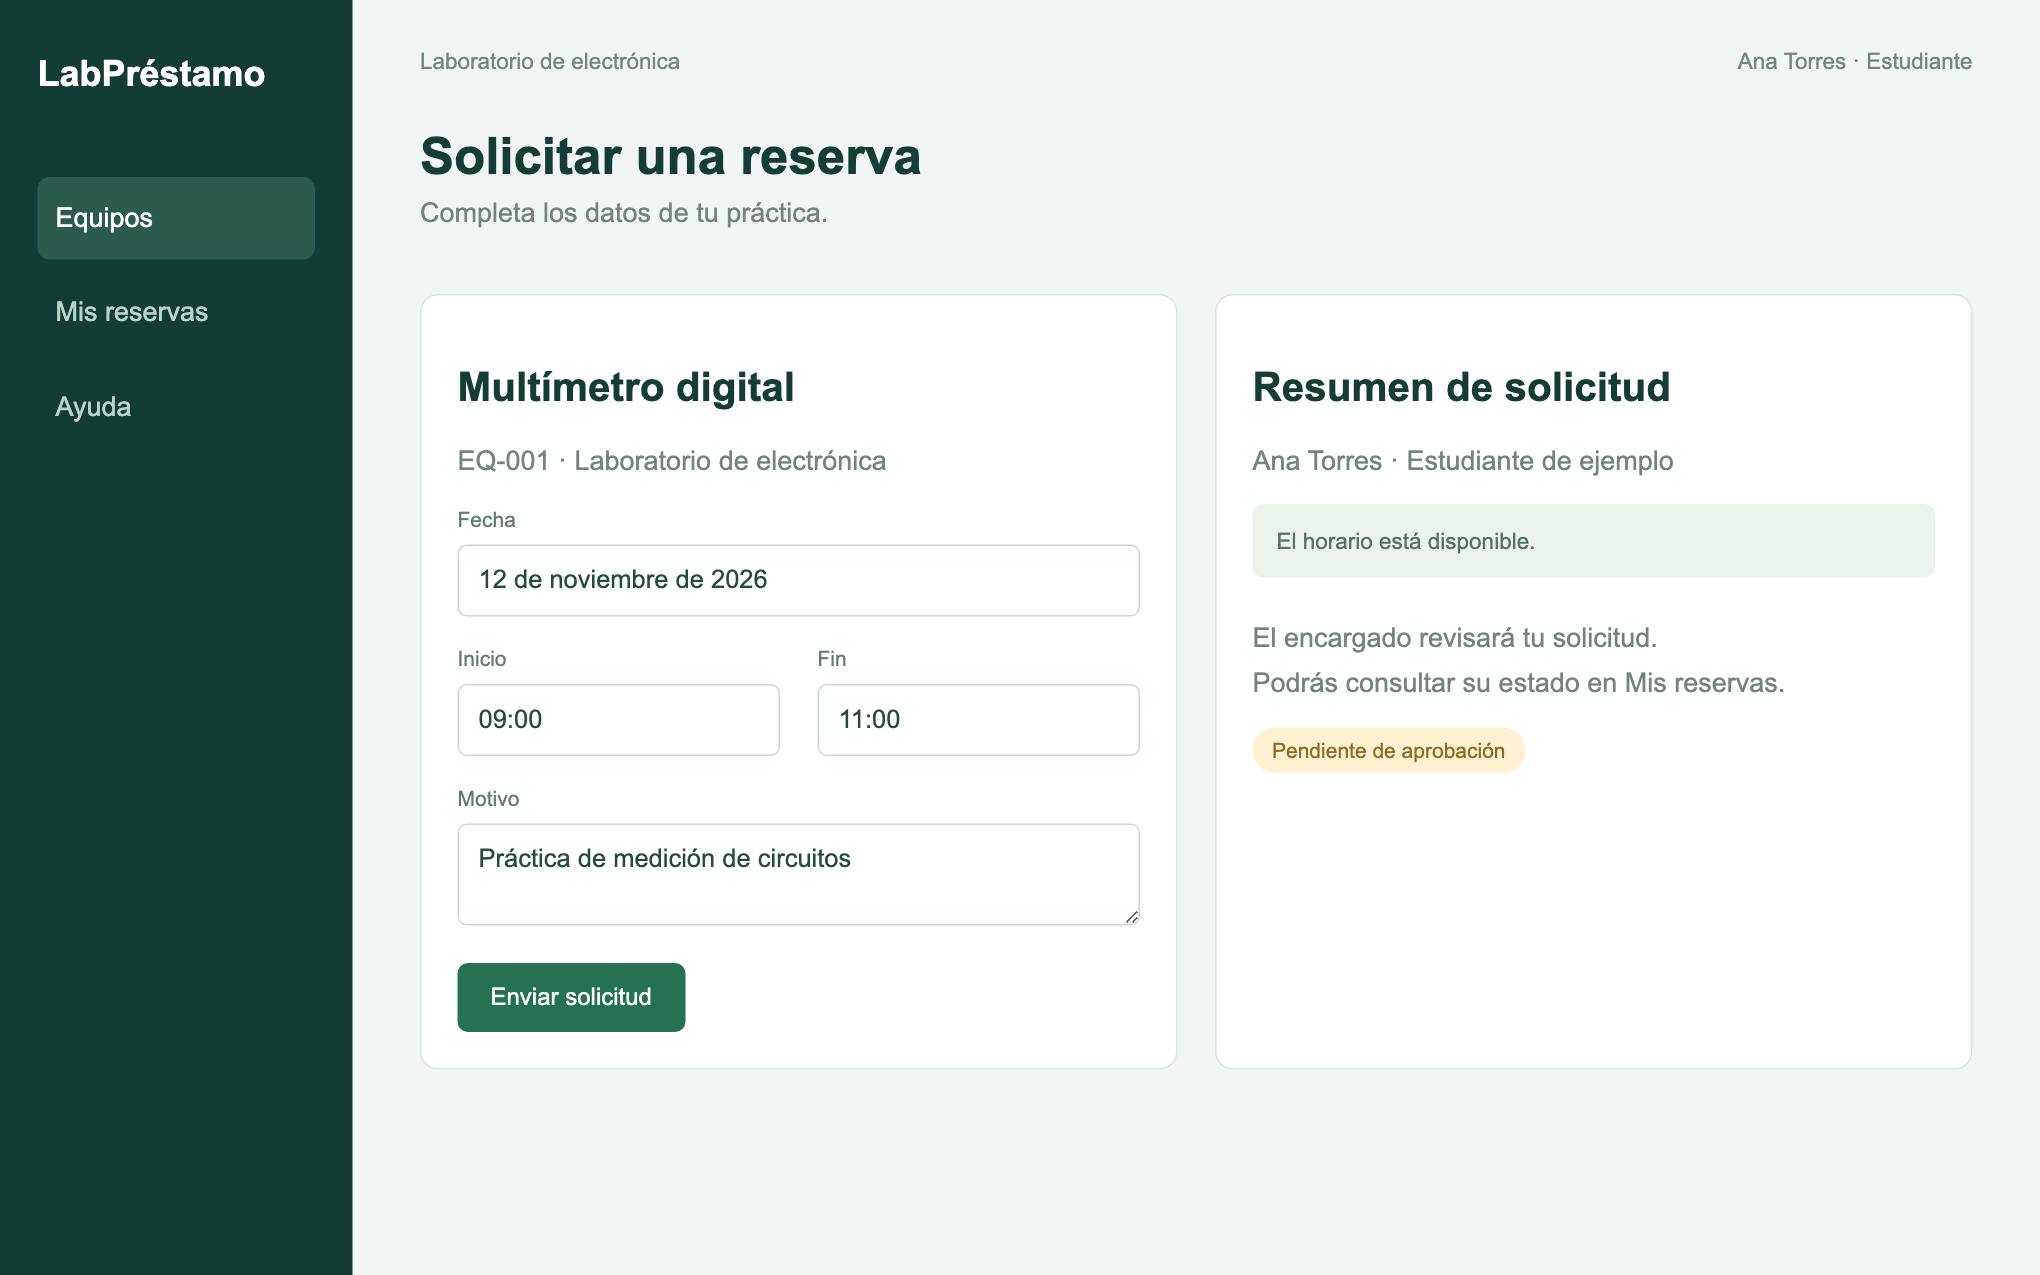 LabPréstamo
Equipos
Mis reservas
Ayuda
Laboratorio de electrónica
Ana Torres · Estudiante
Solicitar una reserva
Completa los datos de tu práctica.
Multímetro digital
EQ-001 · Laboratorio de electrónica
Fecha
12 de noviembre de 2026
Inicio
Fin
09:00
11:00
Motivo
Práctica de medición de circuitos
Enviar solicitud
Resumen de solicitud
Ana Torres · Estudiante de ejemplo
El horario está disponible.
El encargado revisará tu solicitud.
Podrás consultar su estado en Mis reservas.
Pendiente de aprobación